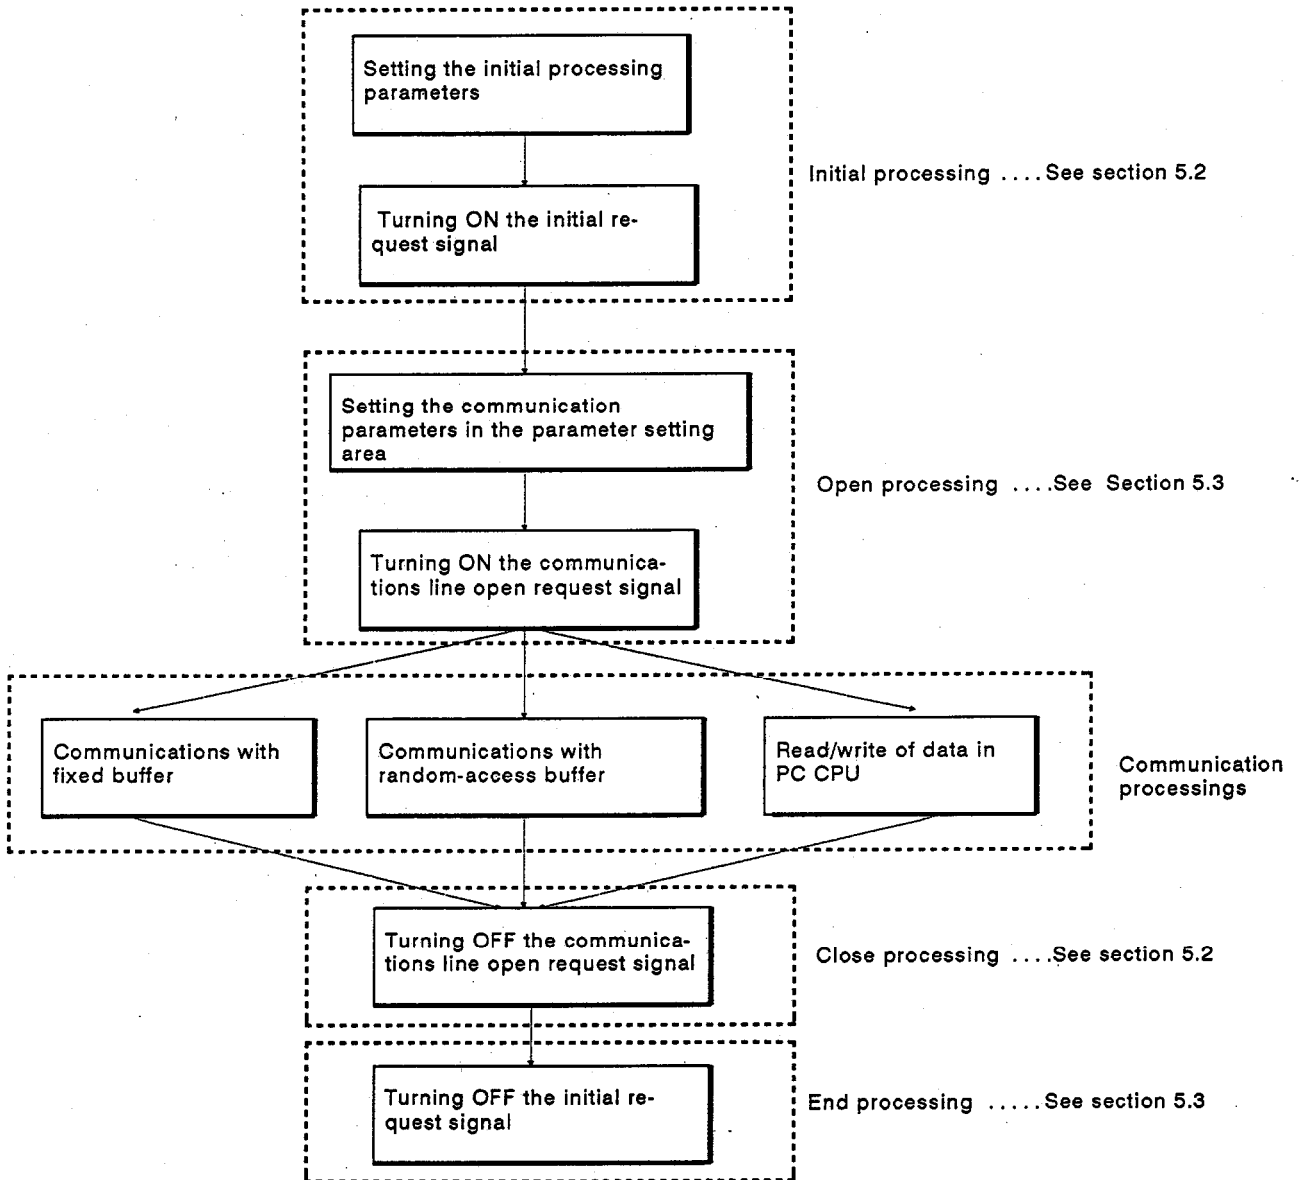 Setting the initial processing
parameters
Initial processing ....See section 5.2
Turning ON the initial re-
quest signal
Setting the communication
parameters in the parameter setting
area
Open processing ....See Section 5.3
Turning ON the communica-
tions line open request signal
Communications with
fixed buffer
Communications with
random-access buffer
Read/write of data in
PC CPU
Communication
processings
Turning OFF the communica-
tions line open request signal
Close processing ....See section 5.2
Turning OFF the initial re-
quest signal
End processing .....See section 5.3